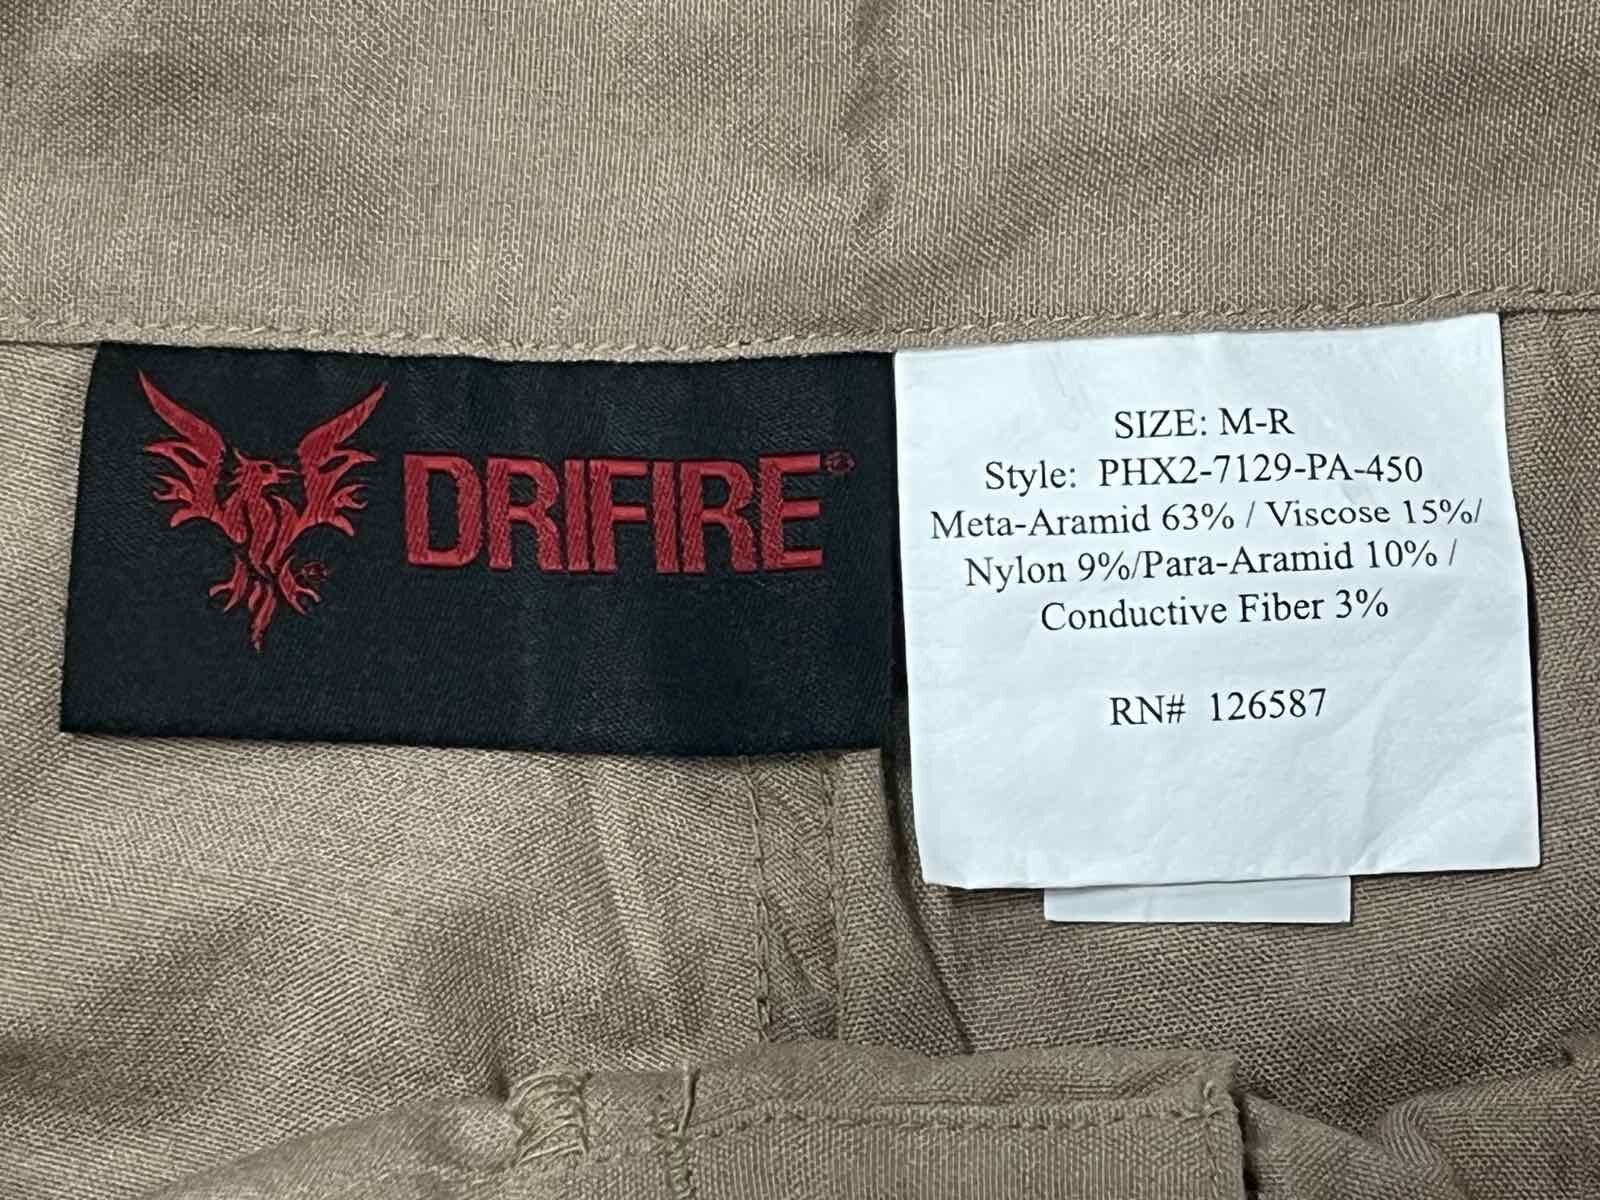 DRIFIRE®
SIZE: M-R
Style: PHX2-7129-PA-450
Meta-Aramid 63% / Viscose 15%/
Nylon 9%/Para-Aramid 10% /
Conductive Fiber 3%
RN# 126587